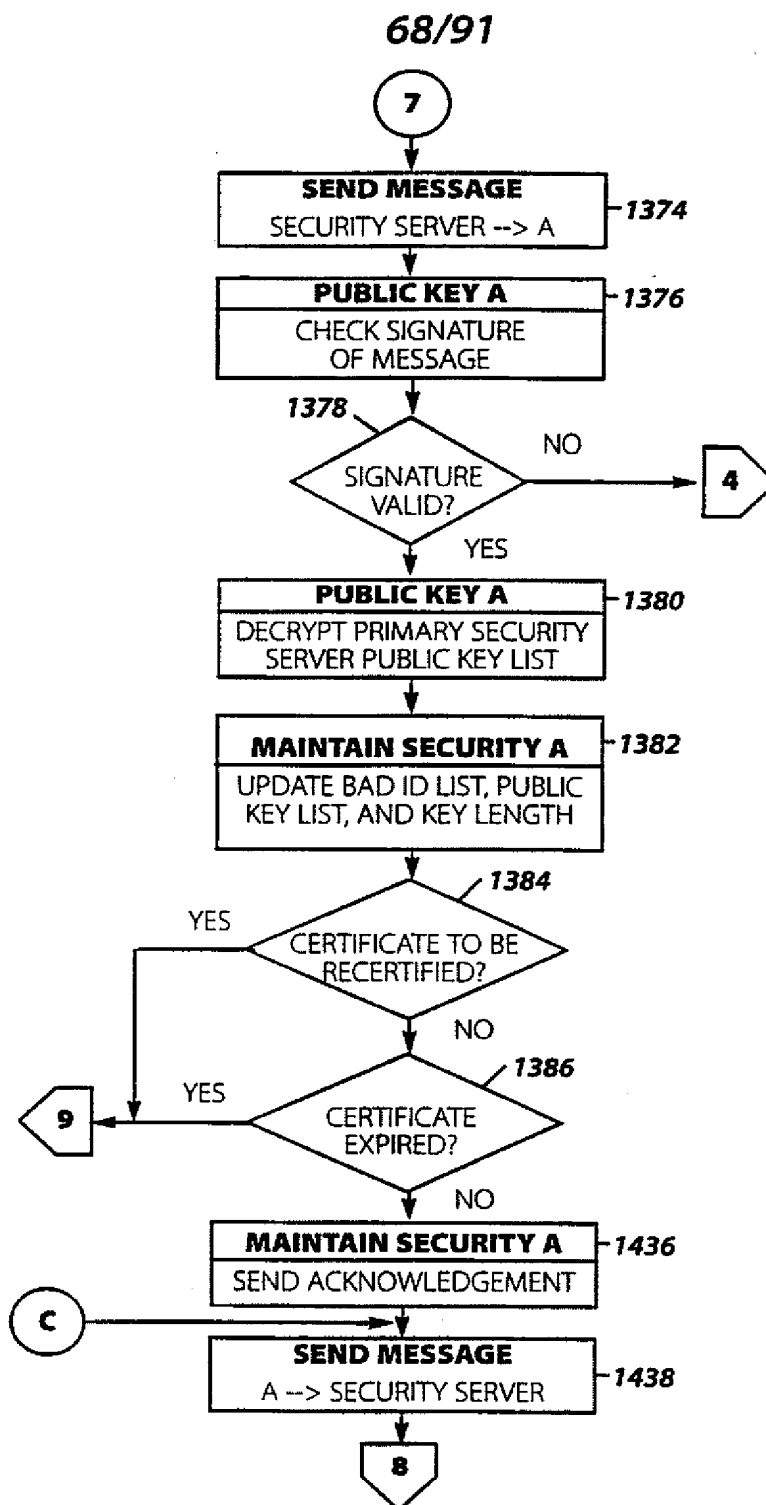 68/91
7
SEND MESSAGE
SECURITY SERVER --> A
1374
PUBLIC KEY A
1376
CHECK SIGNATURE
OF MESSAGE
1378
SIGNATURE
VALID?
NO
4
YES
PUBLIC KEY A
1380
DECRYPT PRIMARY SECURITY
SERVER PUBLIC KEY LIST
MAINTAIN SECURITY A
1382
UPDATE BAD ID LIST, PUBLIC
KEY LIST, AND KEY LENGTH
1384
YES
CERTIFICATE TO BE
RECERTIFIED?
NO
1386
YES
9
CERTIFICATE
EXPIRED?
NO
MAINTAIN SECURITY A
1436
SEND ACKNOWLEDGEMENT
C
SEND MESSAGE
A --> SECURITY SERVER
1438
8